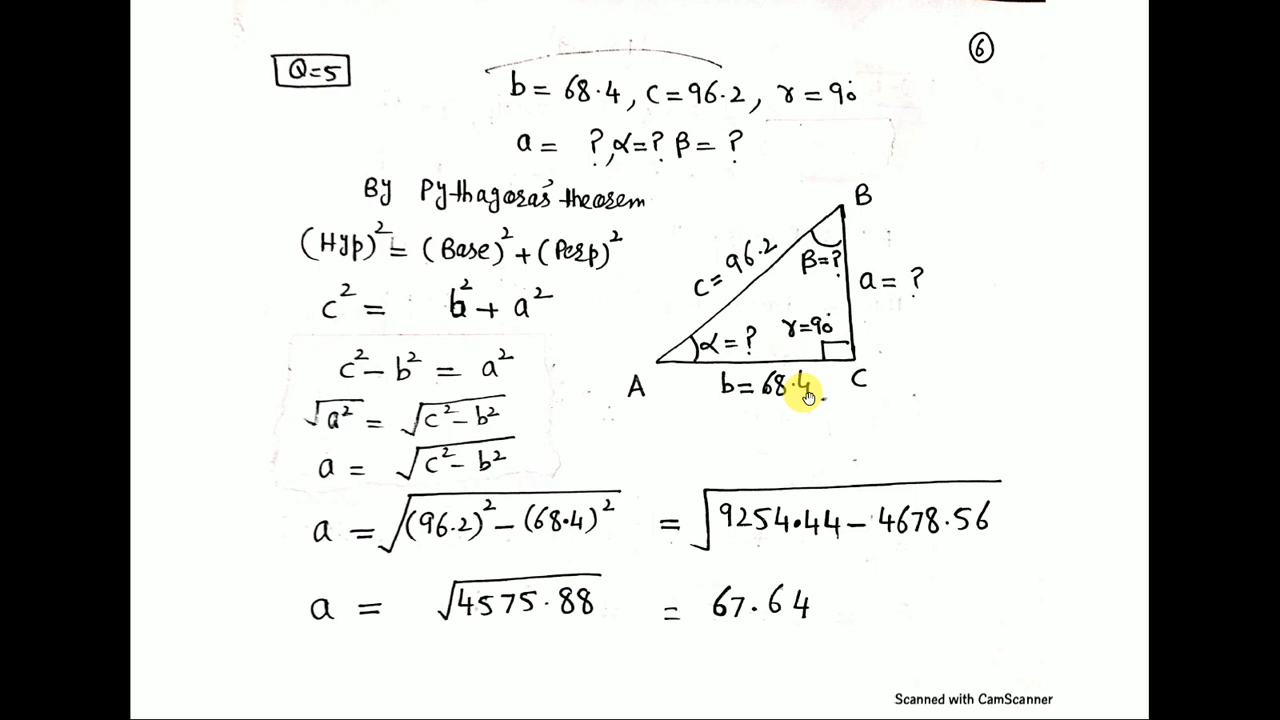 ⑥
Q=5
b = 68.4, c = 96.2, γ = 90°
a = ?, α = ? β = ?
By Pythagoras' theorem
(Hyp)² = (Base)² + (Perp)²
c² = b² + a²
c² - b² = a²
√a² = √c² - b²
a = √c² - b²
B
c = 96.2
β = ?
a = ?
γ = 90°
α = ?
A
b = 68.4
C
a = √(96.2)² - (68.4)² = √9254.44 - 4678.56
a = √4575.88 = 67.64
Scanned with CamScanner